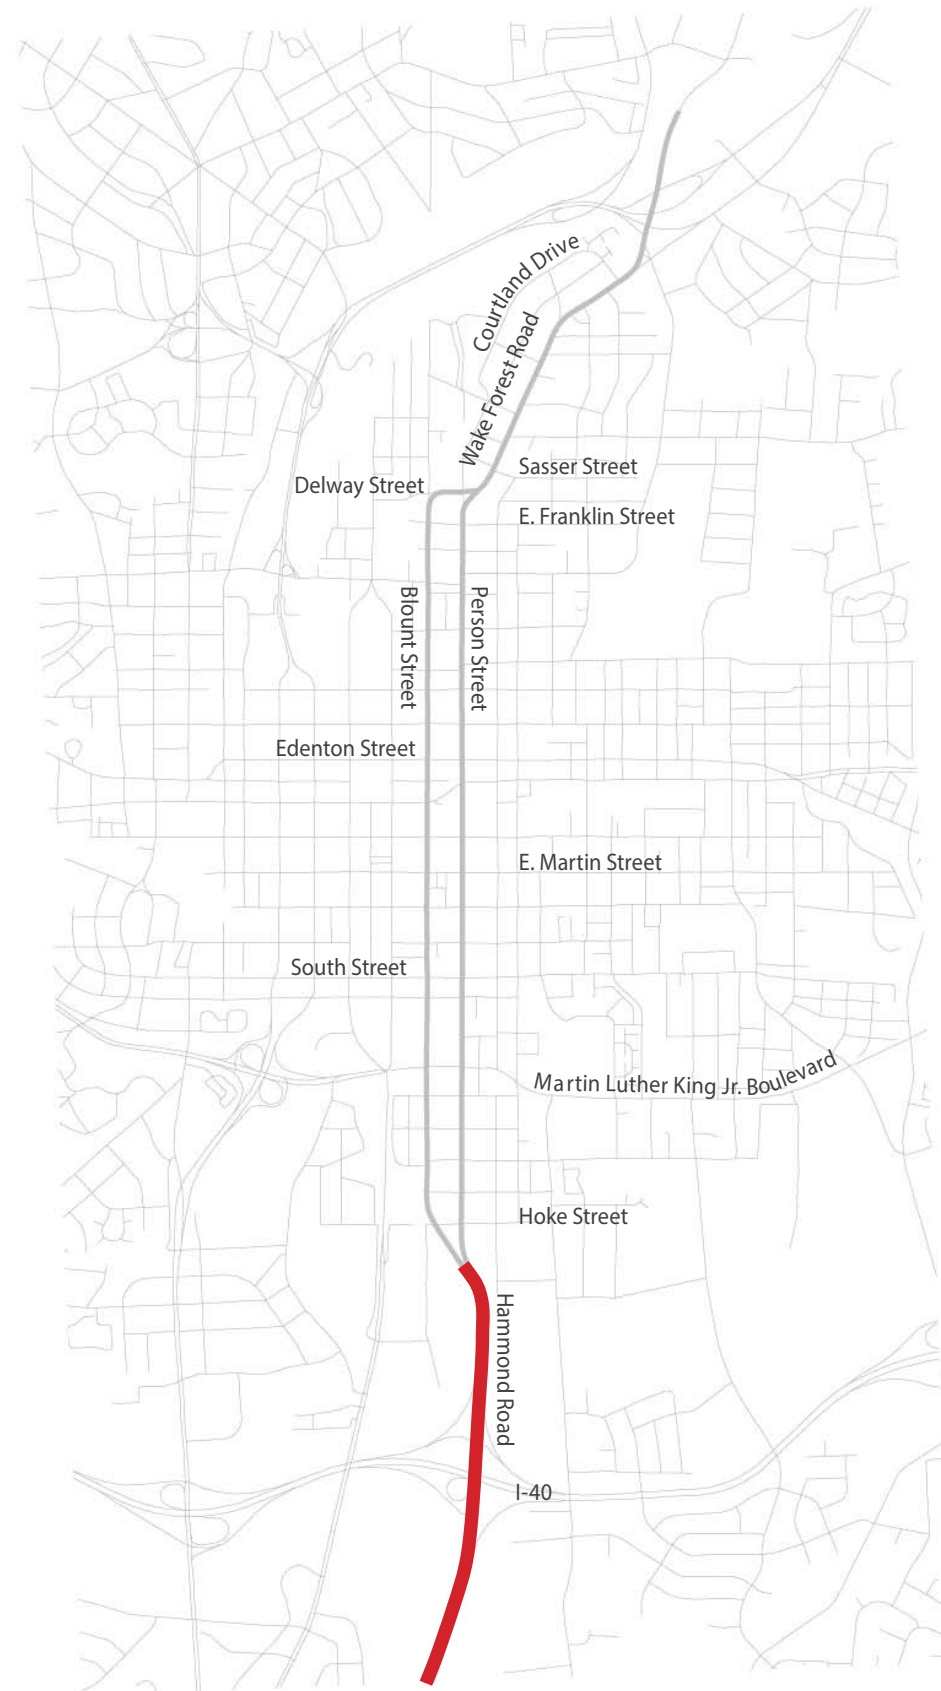 Courtland Drive
Wake Forest Road
Sasser Street
Delway Street
E. Franklin Street
Blount Street
Person Street
Edenton Street
E. Martin Street
South Street
Martin Luther King Jr. Boulevard
Hoke Street
Hammond Road
I-40